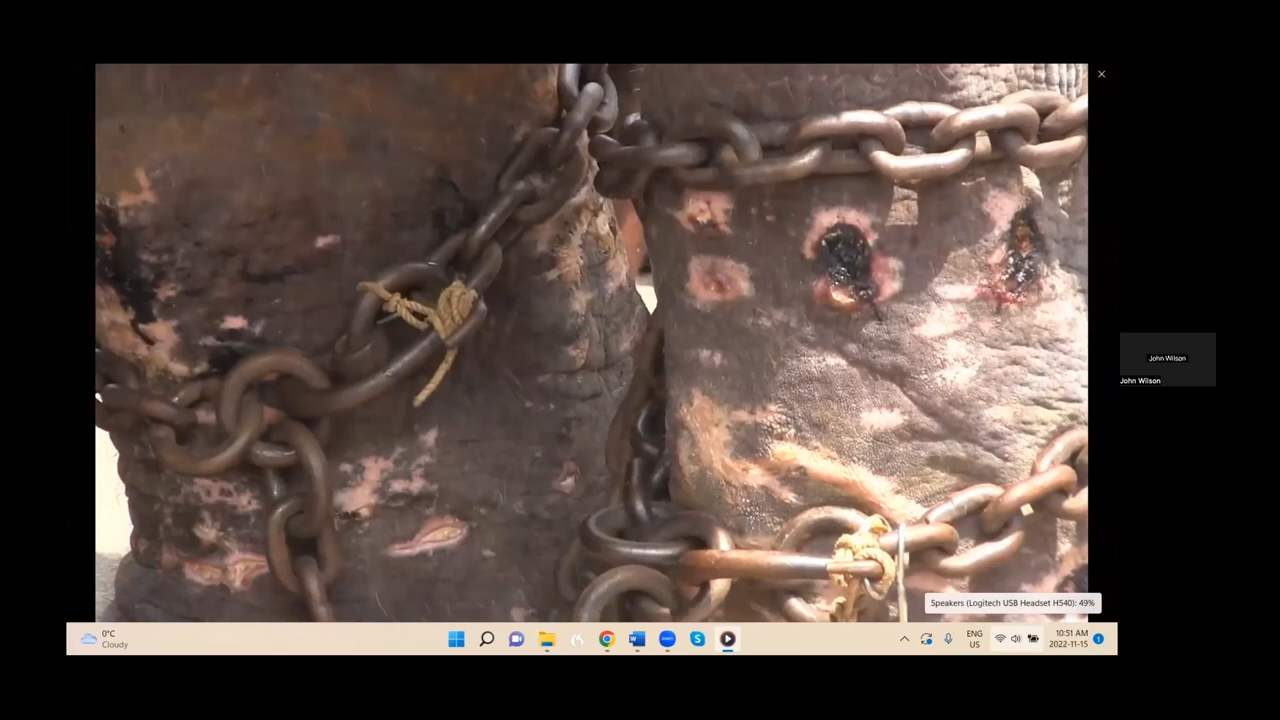 John Wilson
John Wilson
Speakers (Logitech USB Headset H540): 49%
0°C
Cloudy
ENG
US
10:51 AM
2022-11-15
1